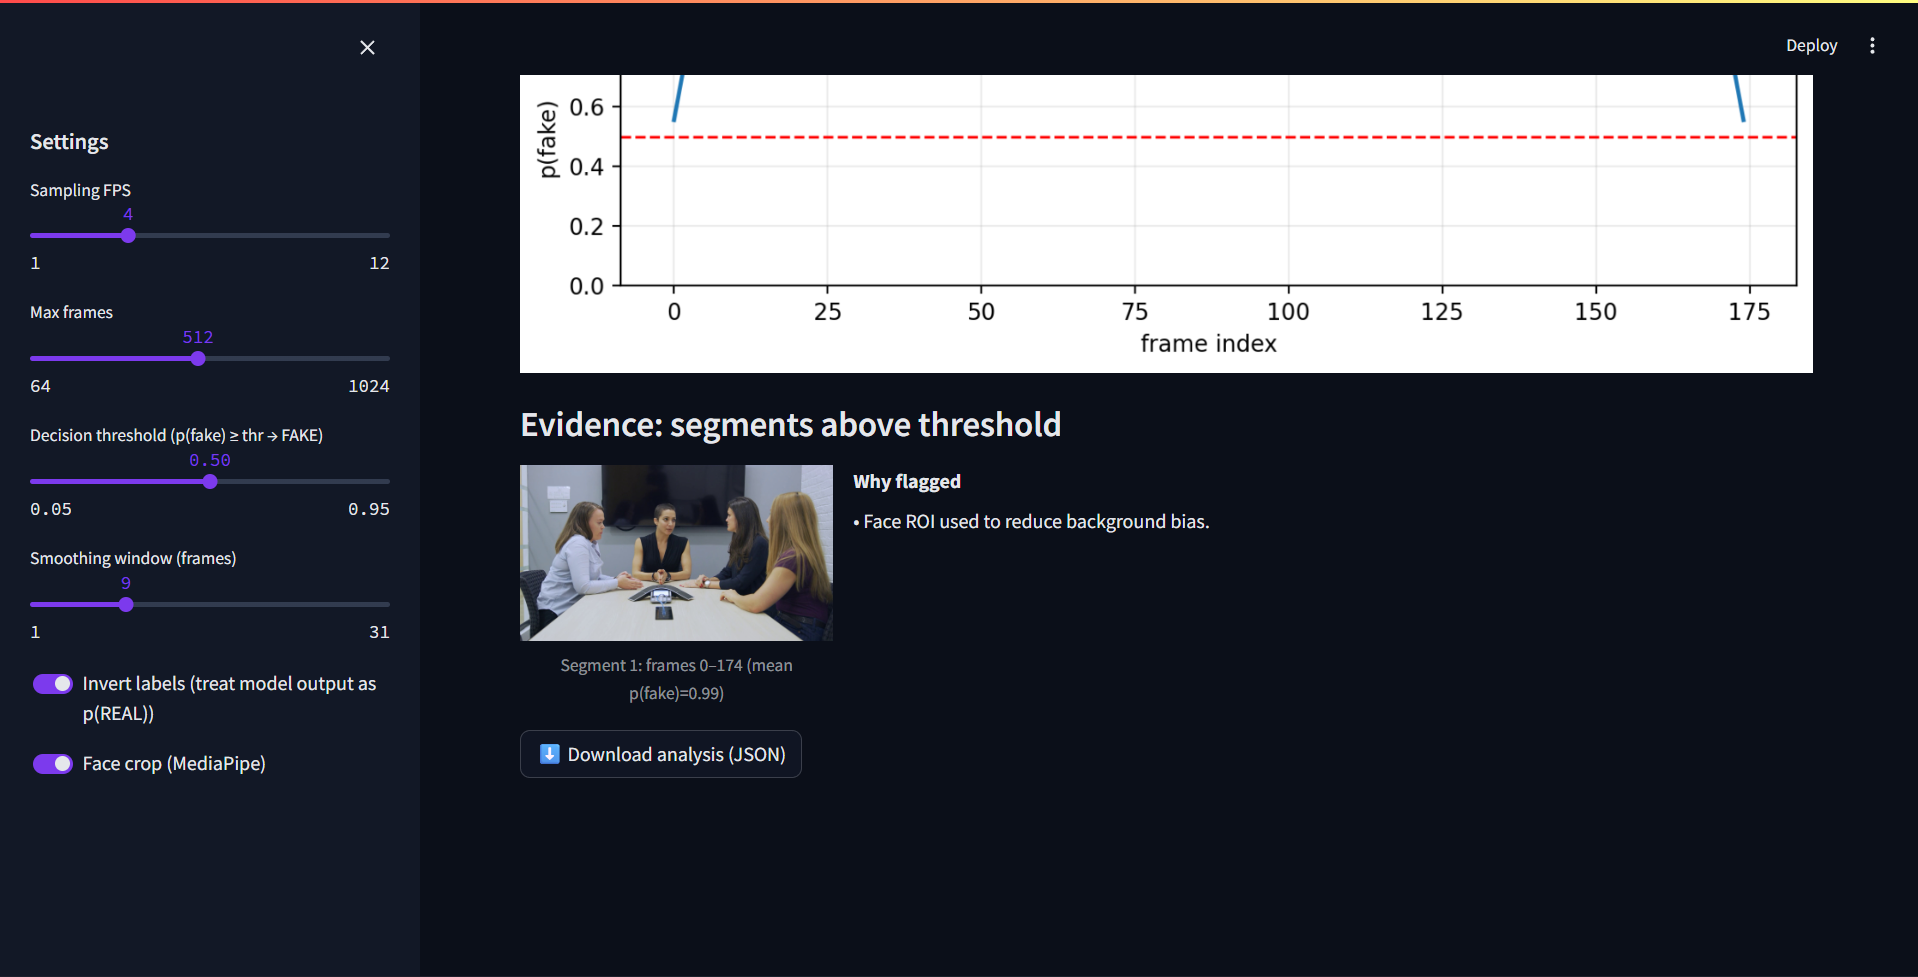 Deploy
Settings
Sampling FPS
4
1
12
Max frames
512
64
1024
Decision threshold (p(fake) ≥ thr → FAKE)
0.50
0.05
0.95
Smoothing window (frames)
9
1
31
Invert labels (treat model output as
p(REAL))
Face crop (MediaPipe)
p(fake)
0.6
0.4
0.2
0.0
0
25
50
75
100
125
150
175
frame index
Evidence: segments above threshold
Why flagged
• Face ROI used to reduce background bias.
Segment 1: frames 0–174 (mean
p(fake)=0.99)
Download analysis (JSON)